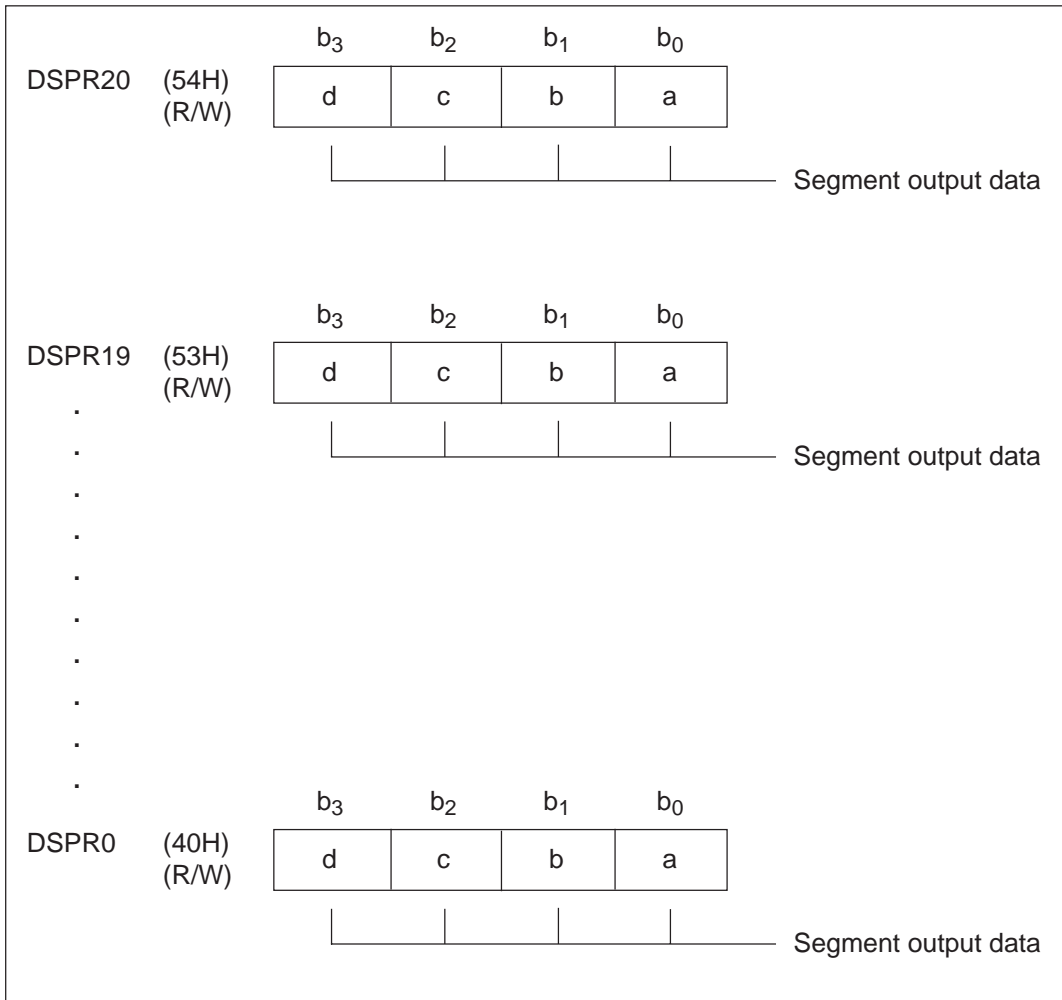 b3 b2 b1 b0
DSPR20 (54H) d c b a
(R/W)
Segment output data
b3 b2 b1 b0
DSPR19 (53H) d c b a
(R/W)
.
Segment output data
.
.
.
.
.
.
.
.
.
b3 b2 b1 b0
DSPR0 (40H) d c b a
(R/W)
Segment output data